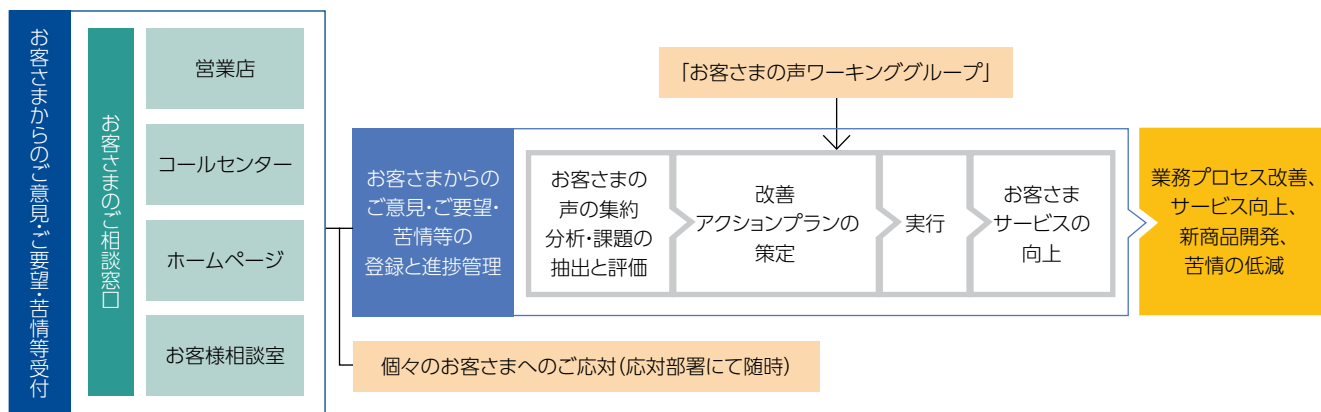 お客さまからのご意見・ご要望・苦情等受付
お客さまのご相談窓口
営業店
コールセンター
ホームページ
お客様相談室
「お客さまの声ワーキンググループ」
お客さまからの
ご意見・ご要望・
苦情等の
登録と進捗管理
お客さまの
声の集約
分析・課題の
抽出と評価
改善
アクションプランの
策定
実行
お客さま
サービスの
向上
業務プロセス改善、
サービス向上、
新商品開発、
苦情の低減
個々のお客さまへのご応対(応対部署にて随時)